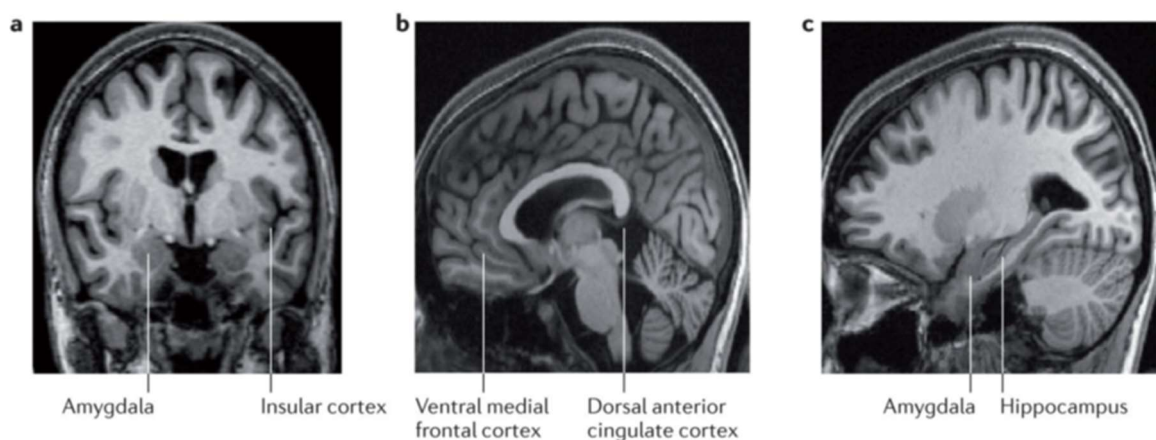 a
b
c
Amygdala
Insular cortex
Ventral medial
frontal cortex
Dorsal anterior
cingulate cortex
Amygdala
Hippocampus